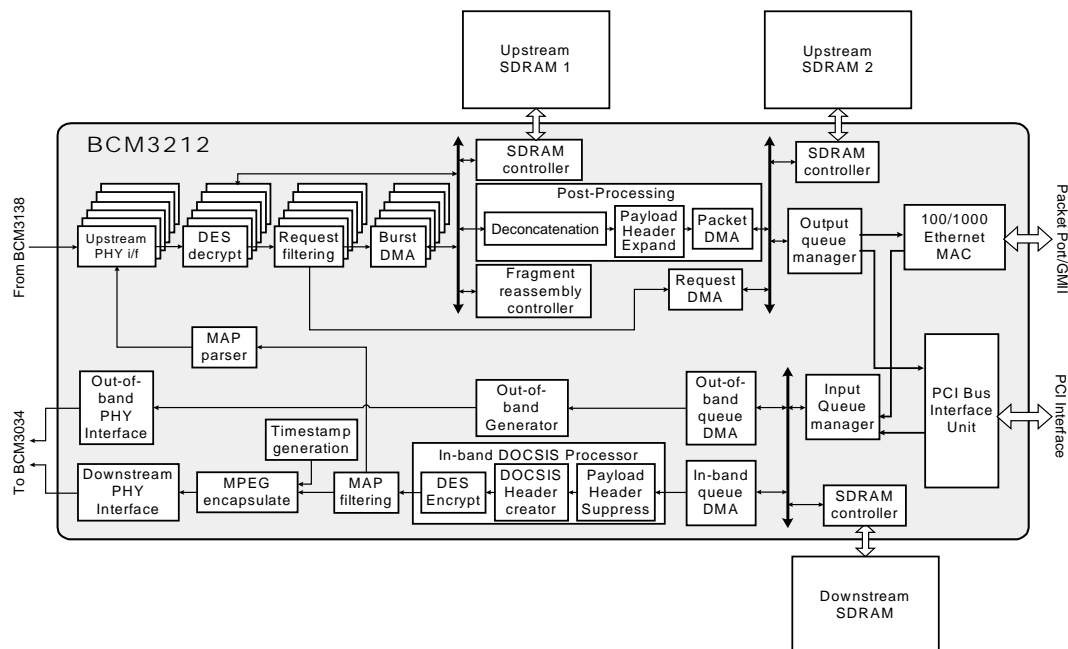 Upstream
SDRAM 1
Upstream
SDRAM 2
BCM3212
SDRAM
controller
SDRAM
controller
Post-Processing
Deconcatenation
Payload
Header
Expand
Packet
DMA
From BCM3138
Upstream
PHY i/f
DES
decrypt
Request
filtering
Burst
DMA
Output
queue
manager
100/1000
Ethernet
MAC
Packet Port/GMII
Fragment
reassembly
controller
Request
DMA
MAP
parser
Out-of-
band
PHY
Interface
Out-of-
band
Generator
Out-of-
band
queue
DMA
Input
Queue
manager
PCI Bus
Interface
Unit
PCI Interface
To BCM3034
Timestamp
generation
In-band DOCSIS Processor
Downstream
PHY
Interface
MPEG
encapsulate
MAP
filtering
DES
Encrypt
DOCSIS
Header
creator
Payload
Header
Suppress
In-band
queue
DMA
SDRAM
controller
Downstream
SDRAM